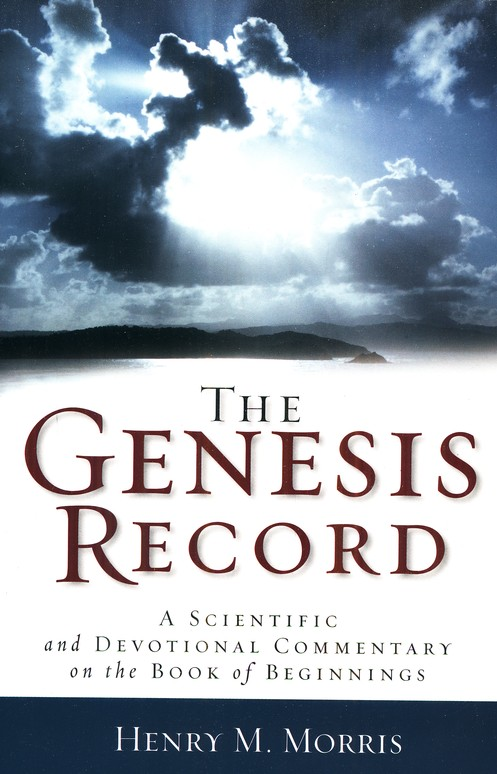 THE
GENESIS
RECORD
A SCIENTIFIC
and DEVOTIONAL COMMENTARY
on the BOOK of BEGINNINGS
HENRY M. MORRIS